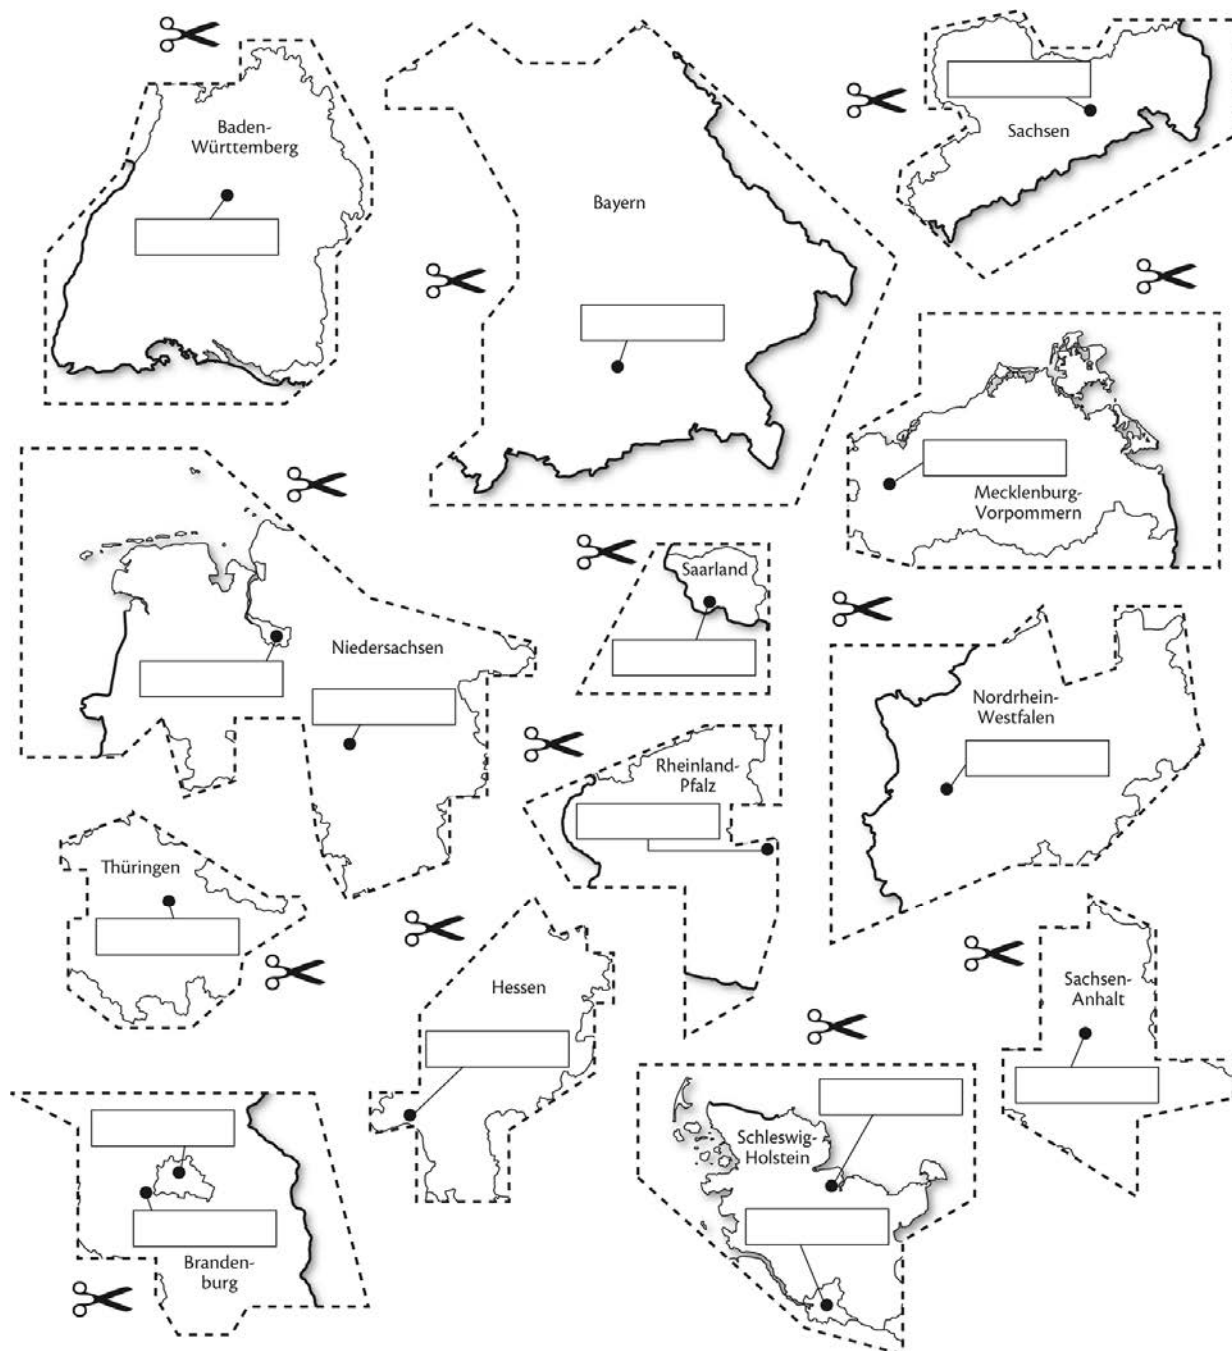 Baden-
Württemberg
Bayern
Sachsen
Mecklenburg-
Vorpommern
Niedersachsen
Saarland
Nordrhein-
Westfalen
Rheinland-
Pfalz
Thüringen
Hessen
Sachsen-
Anhalt
Schleswig-
Holstein
Branden-
burg